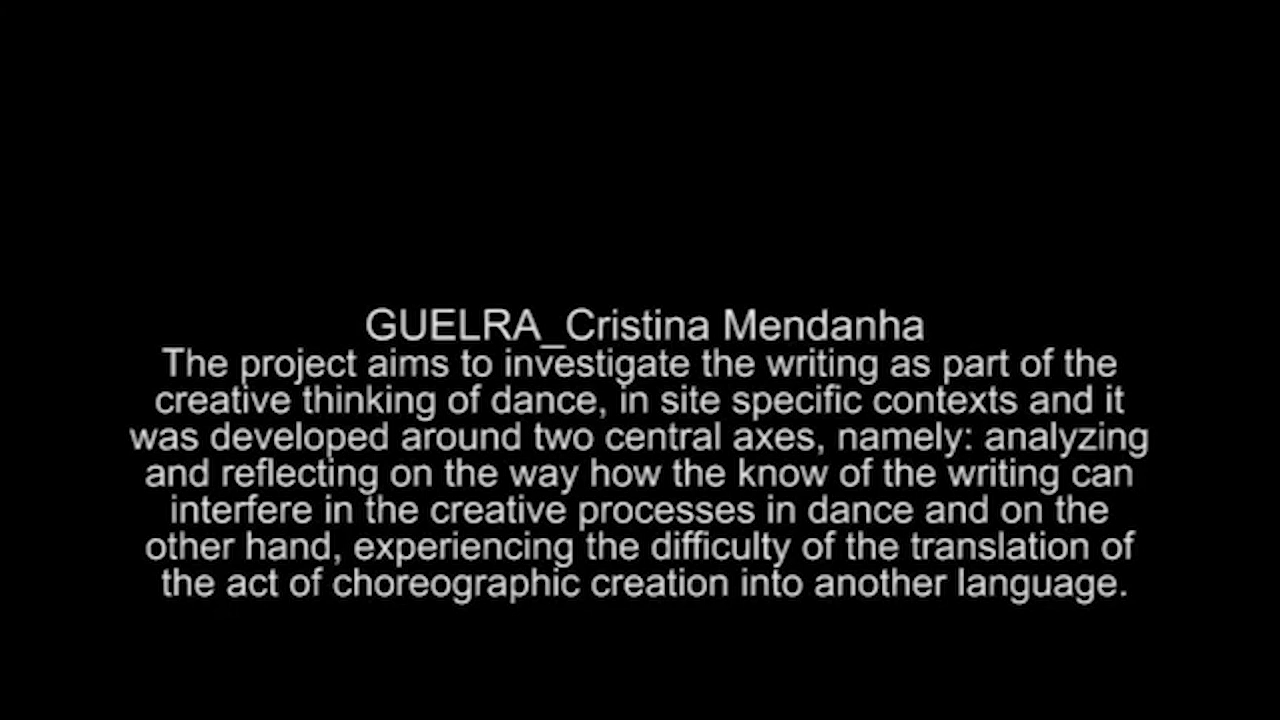 GUELRA_Cristina Mendanha
The project aims to investigate the writing as part of the
creative thinking of dance, in site specific contexts and it
was developed around two central axes, namely: analyzing
and reflecting on the way how the know of the writing can
interfere in the creative processes in dance and on the
other hand, experiencing the difficulty of the translation of
the act of choreographic creation into another language.